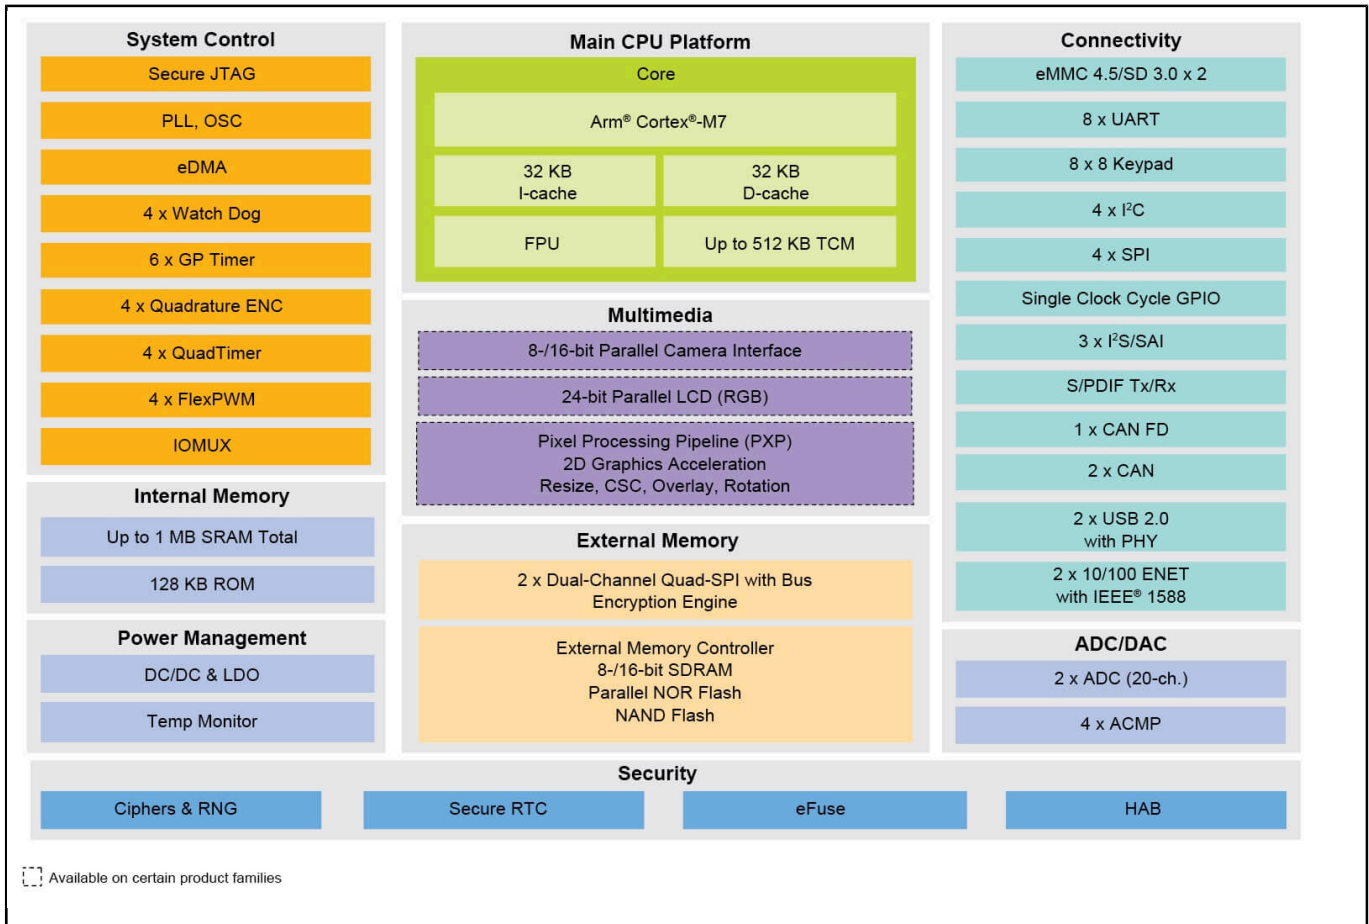 System Control
Secure JTAG
PLL, OSC
eDMA
4 x Watch Dog
6 x GP Timer
4 x Quadrature ENC
4 x QuadTimer
4 x FlexPWM
IOMUX
Internal Memory
Up to 1 MB SRAM Total
128 KB ROM
Power Management
DC/DC & LDO
Temp Monitor
Main CPU Platform
Core
Arm® Cortex®-M7
32 KB
I-cache
32 KB
D-cache
FPU
Up to 512 KB TCM
Multimedia
8-/16-bit Parallel Camera Interface
24-bit Parallel LCD (RGB)
Pixel Processing Pipeline (PXP)
2D Graphics Acceleration
Resize, CSC, Overlay, Rotation
External Memory
2 x Dual-Channel Quad-SPI with Bus
Encryption Engine
External Memory Controller
8-/16-bit SDRAM
Parallel NOR Flash
NAND Flash
Connectivity
eMMC 4.5/SD 3.0 x 2
8 x UART
8 x 8 Keypad
4 x I²C
4 x SPI
Single Clock Cycle GPIO
3 x I²S/SAI
S/PDIF Tx/Rx
1 x CAN FD
2 x CAN
2 x USB 2.0
with PHY
2 x 10/100 ENET
with IEEE® 1588
ADC/DAC
2 x ADC (20-ch.)
4 x ACMP
Security
Ciphers & RNG
Secure RTC
eFuse
HAB
Available on certain product families